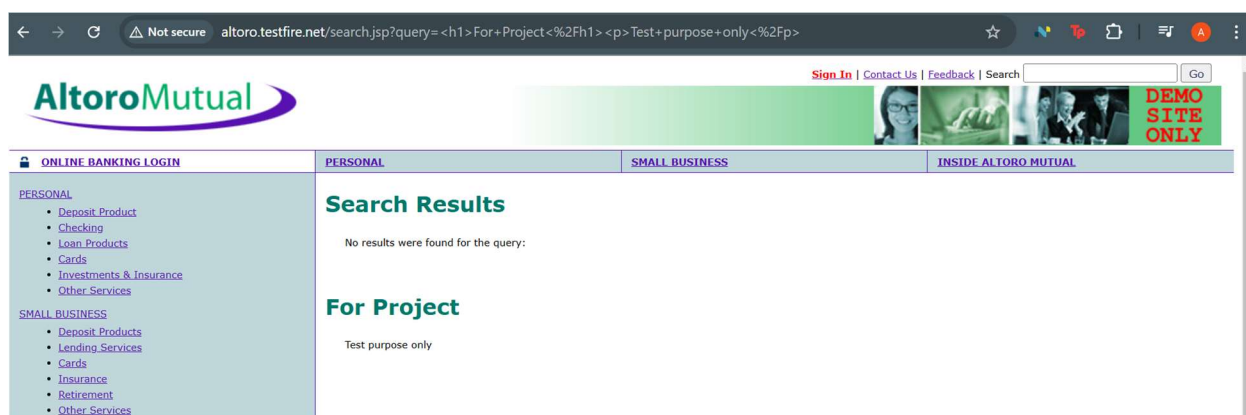 Not secure altoro.testfire.net/search.jsp?query=<h1>For+Project<%2Fh1><p>Test+purpose+only<%2Fp>
Tp
A
Sign In | Contact Us | Feedback | Search Go
AltoroMutual
DEMO
SITE
ONLY
ONLINE BANKING LOGIN PERSONAL SMALL BUSINESS INSIDE ALTORO MUTUAL
PERSONAL
• Deposit Product
• Checking
• Loan Products
• Cards
• Investments & Insurance
• Other Services
SMALL BUSINESS
• Deposit Products
• Lending Services
• Cards
• Insurance
• Retirement
• Other Services
Search Results
No results were found for the query:
For Project
Test purpose only